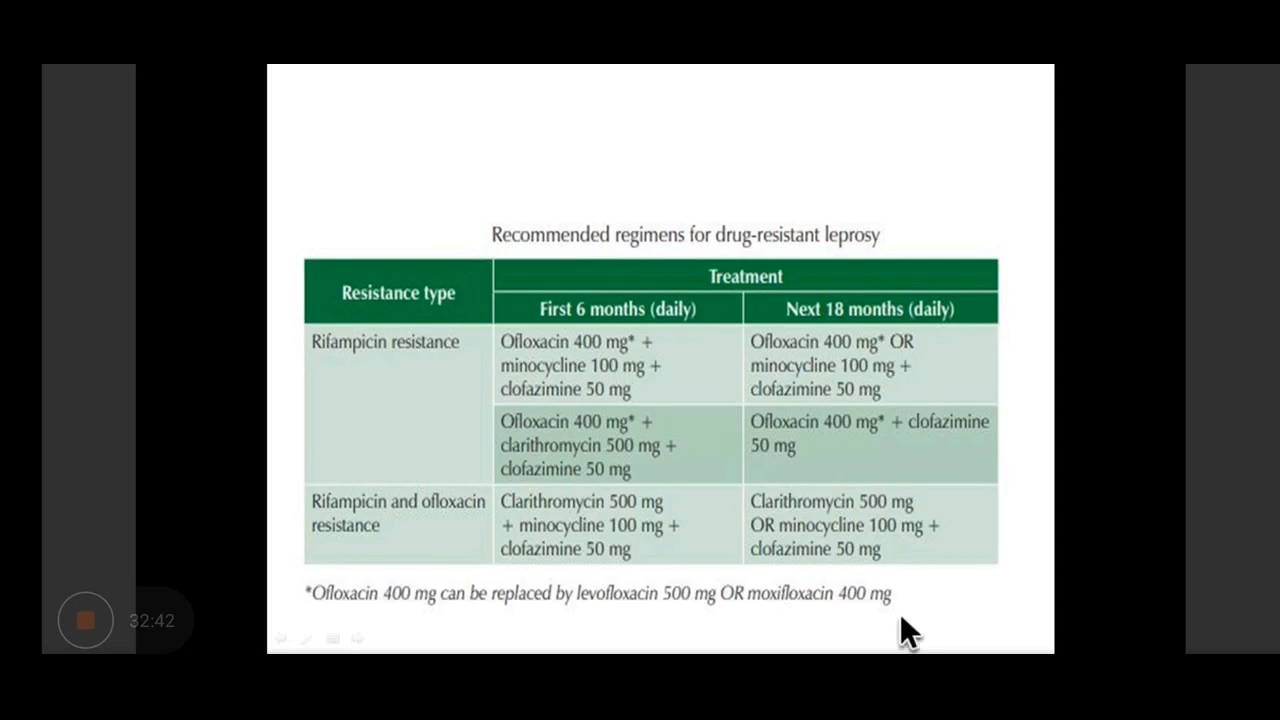 Recommended regimens for drug-resistant leprosy
Resistance type
Treatment
First 6 months (daily)
Next 18 months (daily)
Rifampicin resistance
Ofloxacin 400 mg* +
minocycline 100 mg +
clofazimine 50 mg
Ofloxacin 400 mg* OR
minocycline 100 mg +
clofazimine 50 mg
Ofloxacin 400 mg* +
clarithromycin 500 mg +
clofazimine 50 mg
Ofloxacin 400 mg* + clofazimine
50 mg
Rifampicin and ofloxacin
resistance
Clarithromycin 500 mg
+ minocycline 100 mg +
clofazimine 50 mg
Clarithromycin 500 mg
OR minocycline 100 mg +
clofazimine 50 mg
*Ofloxacin 400 mg can be replaced by levofloxacin 500 mg OR moxifloxacin 400 mg
32:42